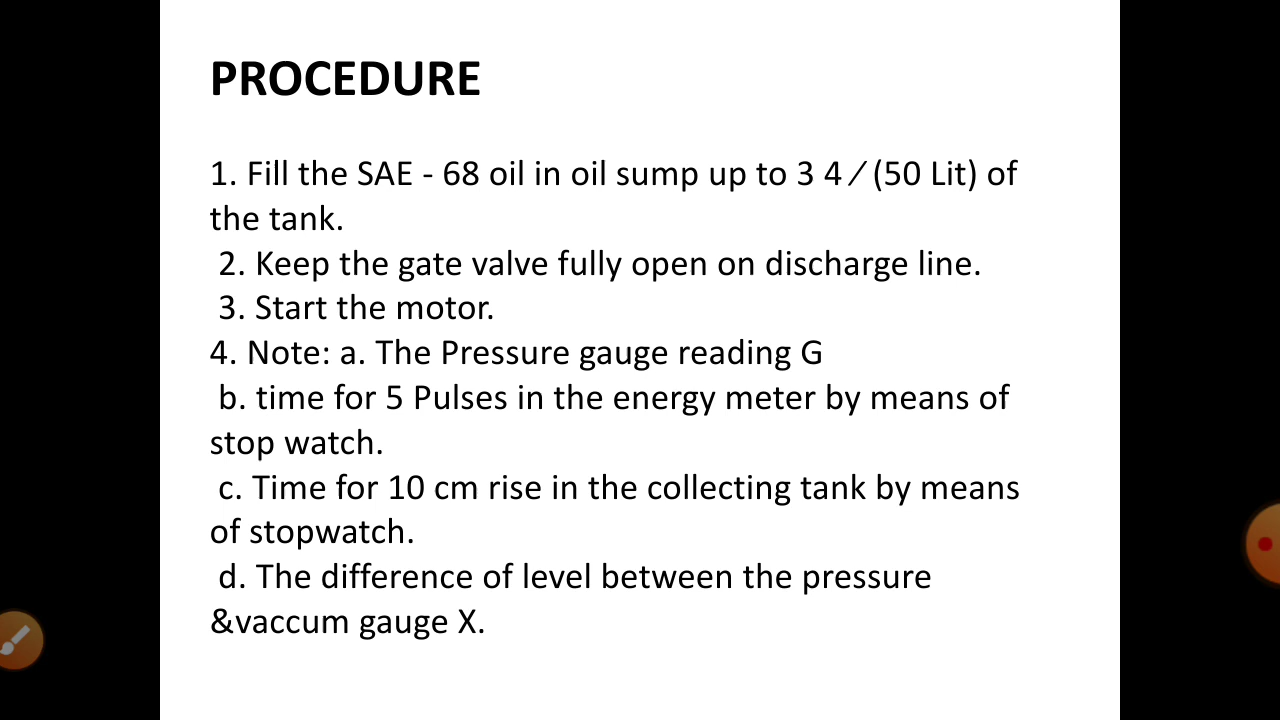 PROCEDURE
1. Fill the SAE - 68 oil in oil sump up to 3 4 ∕ (50 Lit) of
the tank.
2. Keep the gate valve fully open on discharge line.
3. Start the motor.
4. Note: a. The Pressure gauge reading G
b. time for 5 Pulses in the energy meter by means of
stop watch.
c. Time for 10 cm rise in the collecting tank by means
of stopwatch.
d. The difference of level between the pressure
&vaccum gauge X.